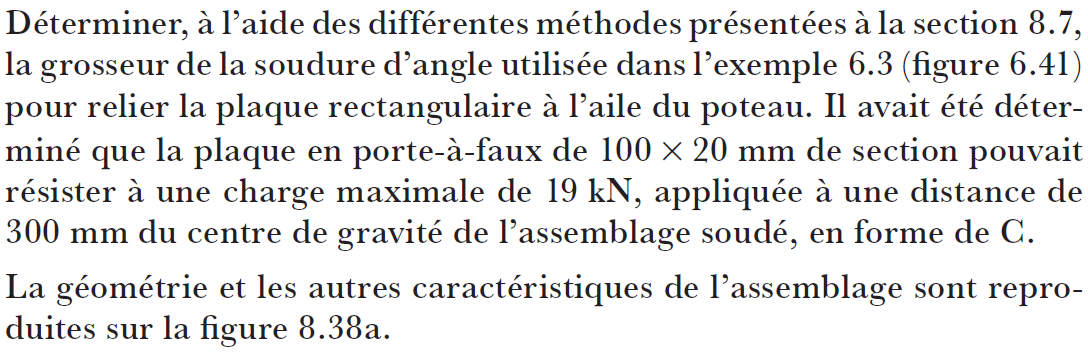 Déterminer, à l'aide des différentes méthodes présentées à la section 8.7,
la grosseur de la soudure d'angle utilisée dans l'exemple 6.3 (figure 6.41)
pour relier la plaque rectangulaire à l'aile du poteau. Il avait été déter-
miné que la plaque en porte-à-faux de 100 × 20 mm de section pouvait
résister à une charge maximale de 19 kN, appliquée à une distance de
300 mm du centre de gravité de l'assemblage soudé, en forme de C.
La géométrie et les autres caractéristiques de l'assemblage sont repro-
duites sur la figure 8.38a.